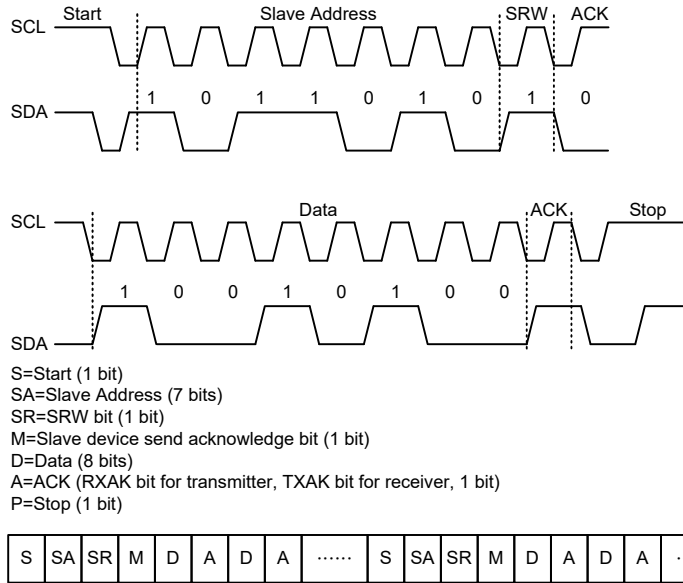 Start Slave Address SRW ACK
SCL
1 0 1 1 0 1 0 1 0
SDA
Data ACK Stop
SCL
1 0 0 1 0 1 0 0
SDA
S=Start (1 bit)
SA=Slave Address (7 bits)
SR=SRW bit (1 bit)
M=Slave device send acknowledge bit (1 bit)
D=Data (8 bits)
A=ACK (RXAK bit for transmitter, TXAK bit for receiver, 1 bit)
P=Stop (1 bit)
S SA SR M D A D A ...... S SA SR M D A D A